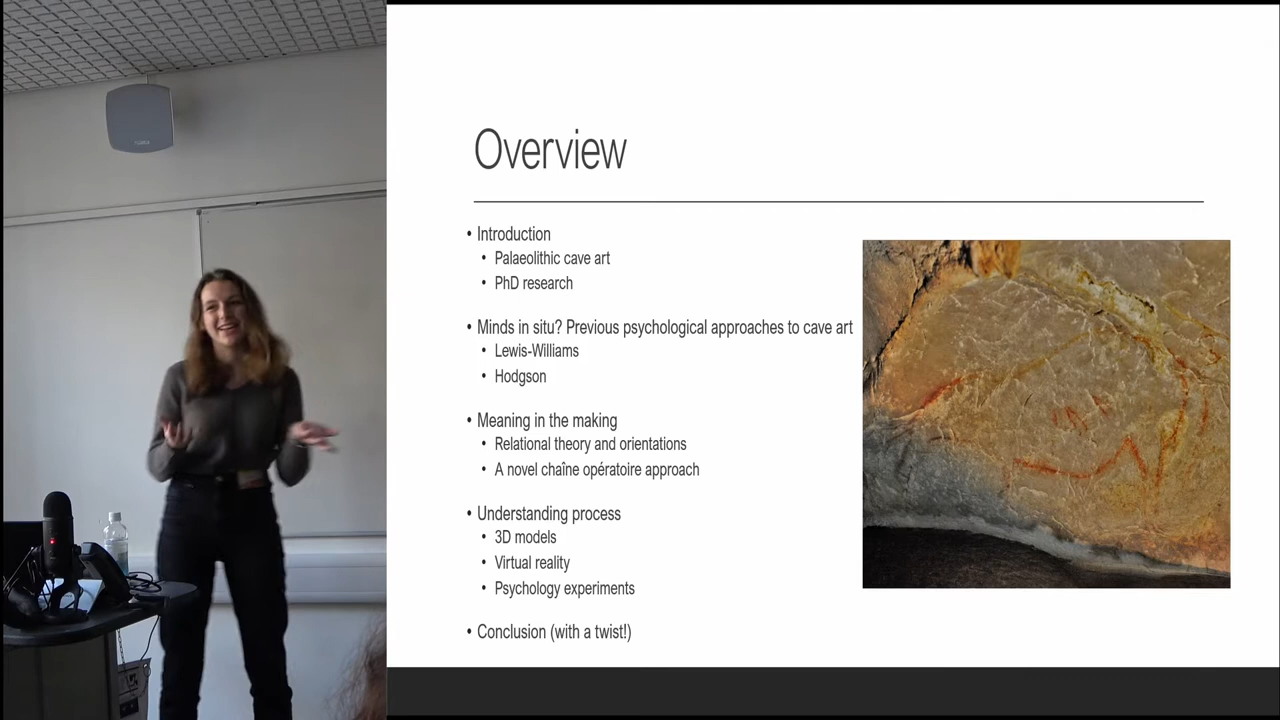 Overview
• Introduction
• Palaeolithic cave art
• PhD research
• Minds in situ? Previous psychological approaches to cave art
• Lewis-Williams
• Hodgson
• Meaning in the making
• Relational theory and orientations
• A novel chaîne opératoire approach
• Understanding process
• 3D models
• Virtual reality
• Psychology experiments
• Conclusion (with a twist!)